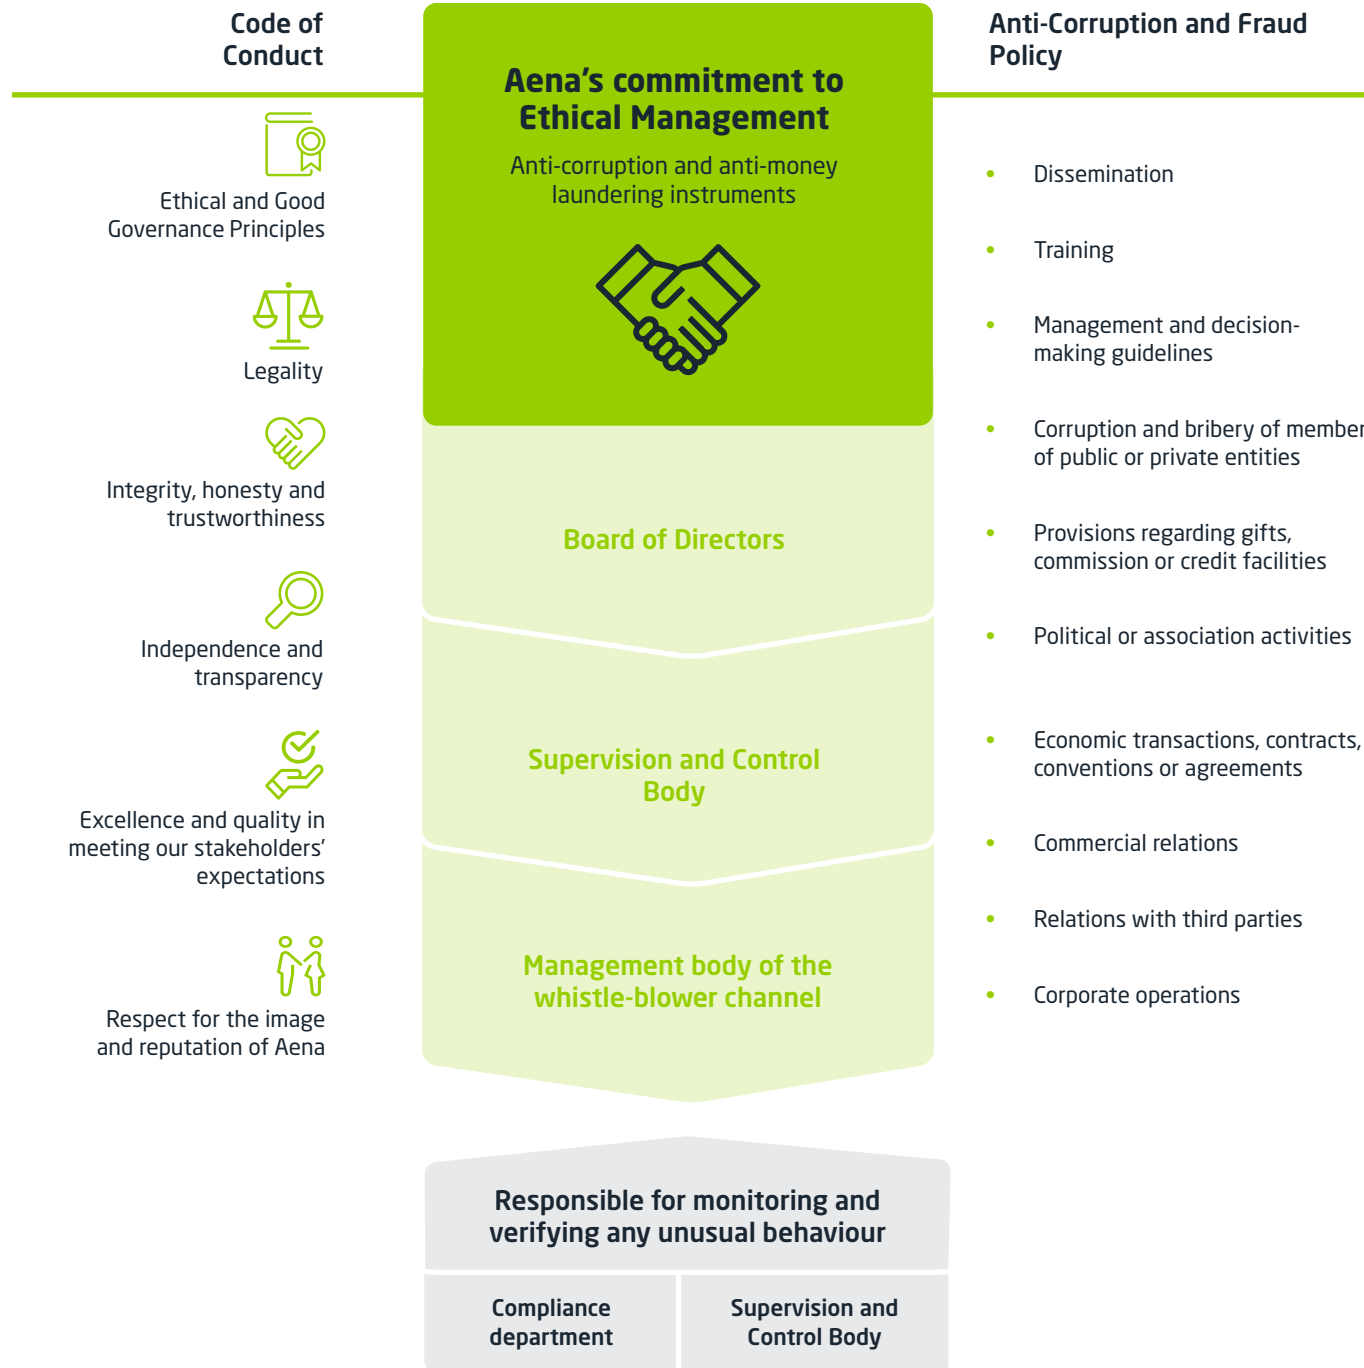 Code of
Conduct
Ethical and Good
Governance Principles
Legality
Integrity, honesty and
trustworthiness
Independence and
transparency
Excellence and quality in
meeting our stakeholders’
expectations
Respect for the image
and reputation of Aena
Aena’s commitment to
Ethical Management
Anti-corruption and anti-money
laundering instruments
Board of Directors
Supervision and Control
Body
Management body of the
whistle-blower channel
Responsible for monitoring and
verifying any unusual behaviour
Compliance
department
Supervision and
Control Body
Anti-Corruption and Fraud
Policy
• Dissemination
• Training
• Management and decision-
making guidelines
• Corruption and bribery of member
of public or private entities
• Provisions regarding gifts,
commission or credit facilities
• Political or association activities
• Economic transactions, contracts,
conventions or agreements
• Commercial relations
• Relations with third parties
• Corporate operations